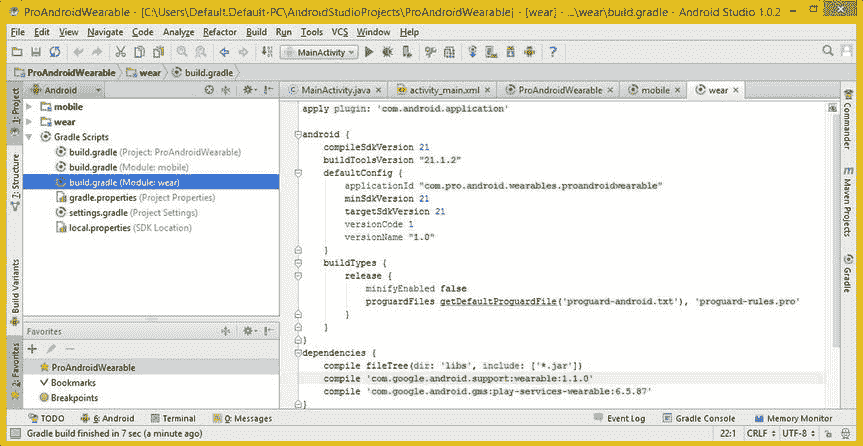 ProAndroidWearable - [C:\Users\Default.Default-PC\AndroidStudioProjects\ProAndroidWearable] - [wear] - ...\wear\build.gradle - Android Studio 1.0.2
File Edit View Navigate Code Analyze Refactor Build Run Tools VCS Window Help
MainActivity
ProAndroidWearable wear build.gradle
Android
MainActivity.java activity_main.xml ProAndroidWearable mobile wear
1: Project
7: Structure
Build Variants
2: Favorites
mobile
wear
Gradle Scripts
build.gradle (Project: ProAndroidWearable)
build.gradle (Module: mobile)
build.gradle (Module: wear)
gradle.properties (Project Properties)
settings.gradle (Project Settings)
local.properties (SDK Location)
Favorites
ProAndroidWearable
Bookmarks
Breakpoints
apply plugin: 'com.android.application'
android {
compileSdkVersion 21
buildToolsVersion "21.1.2"
defaultConfig {
applicationId "com.pro.android.wearables.proandroidwearable"
minSdkVersion 21
targetSdkVersion 21
versionCode 1
versionName "1.0"
}
buildTypes {
release {
minifyEnabled false
proguardFiles getDefaultProguardFile('proguard-android.txt'), 'proguard-rules.pro'
}
}
}
dependencies {
compile fileTree(dir: 'libs', include: ['*.jar'])
compile 'com.google.android.support:wearable:1.1.0'
compile 'com.google.android.gms:play-services-wearable:6.5.87'
}
Commander
Maven Projects
Gradle
TODO 6: Android Terminal 0: Messages Event Log Gradle Console Memory Monitor
Gradle build finished in 7 sec (a minute ago) 22:1 CRLF UTF-8